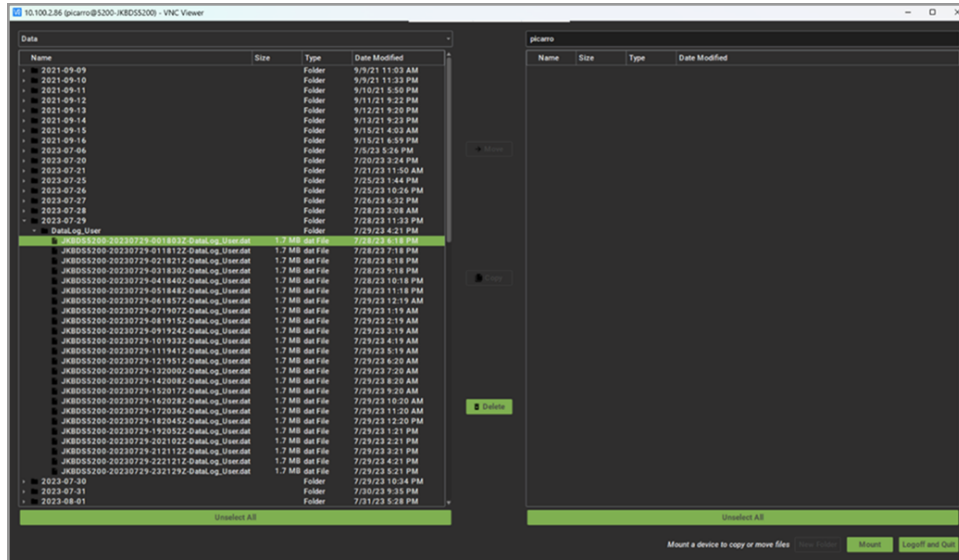 10.100.2.86 (picarro@5200-JKBDS5200) - VNC Viewer
Data
picarro
Name Size Type Date Modified
Name Size Type Date Modified
2021-09-09 Folder 9/9/21 11:03 AM
2021-09-10 Folder 9/9/21 11:33 PM
2021-09-11 Folder 9/10/21 5:50 PM
2021-09-12 Folder 9/11/21 9:22 PM
2021-09-13 Folder 9/12/21 9:20 PM
2021-09-14 Folder 9/13/21 9:23 PM
2021-09-15 Folder 9/15/21 4:03 AM
2021-09-16 Folder 9/15/21 6:59 PM
2023-07-06 Folder 7/5/23 5:26 PM
2023-07-20 Folder 7/20/23 3:24 PM
2023-07-21 Folder 7/21/23 11:50 AM
2023-07-25 Folder 7/25/23 1:44 PM
2023-07-26 Folder 7/25/23 10:26 PM
2023-07-27 Folder 7/26/23 6:32 PM
2023-07-28 Folder 7/28/23 3:08 AM
2023-07-29 Folder 7/28/23 11:33 PM
DataLog_User Folder 7/29/23 4:21 PM
JKBDS5200-20230729-001803Z-DataLog_User.dat 1.7 MB dat File 7/28/23 6:18 PM
JKBDS5200-20230729-011812Z-DataLog_User.dat 1.7 MB dat File 7/28/23 7:18 PM
JKBDS5200-20230729-021821Z-DataLog_User.dat 1.7 MB dat File 7/28/23 8:18 PM
JKBDS5200-20230729-031830Z-DataLog_User.dat 1.7 MB dat File 7/28/23 9:18 PM
JKBDS5200-20230729-041840Z-DataLog_User.dat 1.7 MB dat File 7/28/23 10:18 PM
JKBDS5200-20230729-051848Z-DataLog_User.dat 1.7 MB dat File 7/28/23 11:18 PM
JKBDS5200-20230729-061857Z-DataLog_User.dat 1.7 MB dat File 7/29/23 12:19 AM
JKBDS5200-20230729-071907Z-DataLog_User.dat 1.7 MB dat File 7/29/23 1:19 AM
JKBDS5200-20230729-081915Z-DataLog_User.dat 1.7 MB dat File 7/29/23 2:19 AM
JKBDS5200-20230729-091924Z-DataLog_User.dat 1.7 MB dat File 7/29/23 3:19 AM
JKBDS5200-20230729-101933Z-DataLog_User.dat 1.7 MB dat File 7/29/23 4:19 AM
JKBDS5200-20230729-111941Z-DataLog_User.dat 1.7 MB dat File 7/29/23 5:19 AM
JKBDS5200-20230729-121951Z-DataLog_User.dat 1.7 MB dat File 7/29/23 6:20 AM
JKBDS5200-20230729-132000Z-DataLog_User.dat 1.7 MB dat File 7/29/23 7:20 AM
JKBDS5200-20230729-142008Z-DataLog_User.dat 1.7 MB dat File 7/29/23 8:20 AM
JKBDS5200-20230729-152017Z-DataLog_User.dat 1.7 MB dat File 7/29/23 9:20 AM
JKBDS5200-20230729-162028Z-DataLog_User.dat 1.7 MB dat File 7/29/23 10:20 AM
JKBDS5200-20230729-172036Z-DataLog_User.dat 1.7 MB dat File 7/29/23 11:20 AM
JKBDS5200-20230729-182045Z-DataLog_User.dat 1.7 MB dat File 7/29/23 12:20 PM
JKBDS5200-20230729-192052Z-DataLog_User.dat 1.7 MB dat File 7/29/23 1:21 PM
JKBDS5200-20230729-202102Z-DataLog_User.dat 1.7 MB dat File 7/29/23 2:21 PM
JKBDS5200-20230729-212112Z-DataLog_User.dat 1.7 MB dat File 7/29/23 3:21 PM
JKBDS5200-20230729-222121Z-DataLog_User.dat 1.7 MB dat File 7/29/23 4:21 PM
JKBDS5200-20230729-232129Z-DataLog_User.dat 1.7 MB dat File 7/29/23 5:21 PM
2023-07-30 Folder 7/29/23 10:34 PM
2023-07-31 Folder 7/30/23 9:35 PM
2023-08-01 Folder 7/31/23 5:28 PM
Move
Copy
Delete
Unselect All
Unselect All
Mount a device to copy or move files New Folder Mount Logoff and Quit